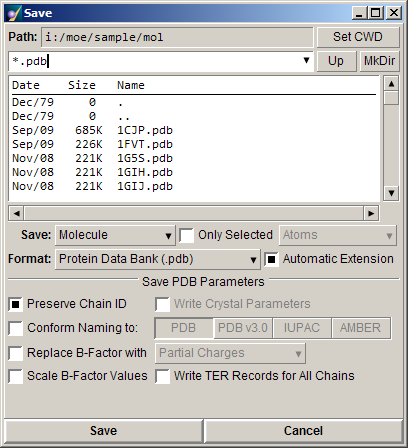 Save
Path: i:/moe/sample/mol Set CWD
*.pdb Up MkDir
Date Size Name
Dec/79 0 .
Dec/79 0 ..
Sep/09 685K 1CJP.pdb
Sep/09 226K 1FVT.pdb
Nov/08 221K 1G5S.pdb
Nov/08 221K 1GIH.pdb
Nov/08 221K 1GIJ.pdb
Save: Molecule Only Selected Atoms
Format: Protein Data Bank (.pdb) Automatic Extension
Save PDB Parameters
Preserve Chain ID Write Crystal Parameters
Conform Naming to: PDB PDB v3.0 IUPAC AMBER
Replace B-Factor with Partial Charges
Scale B-Factor Values Write TER Records for All Chains
Save Cancel